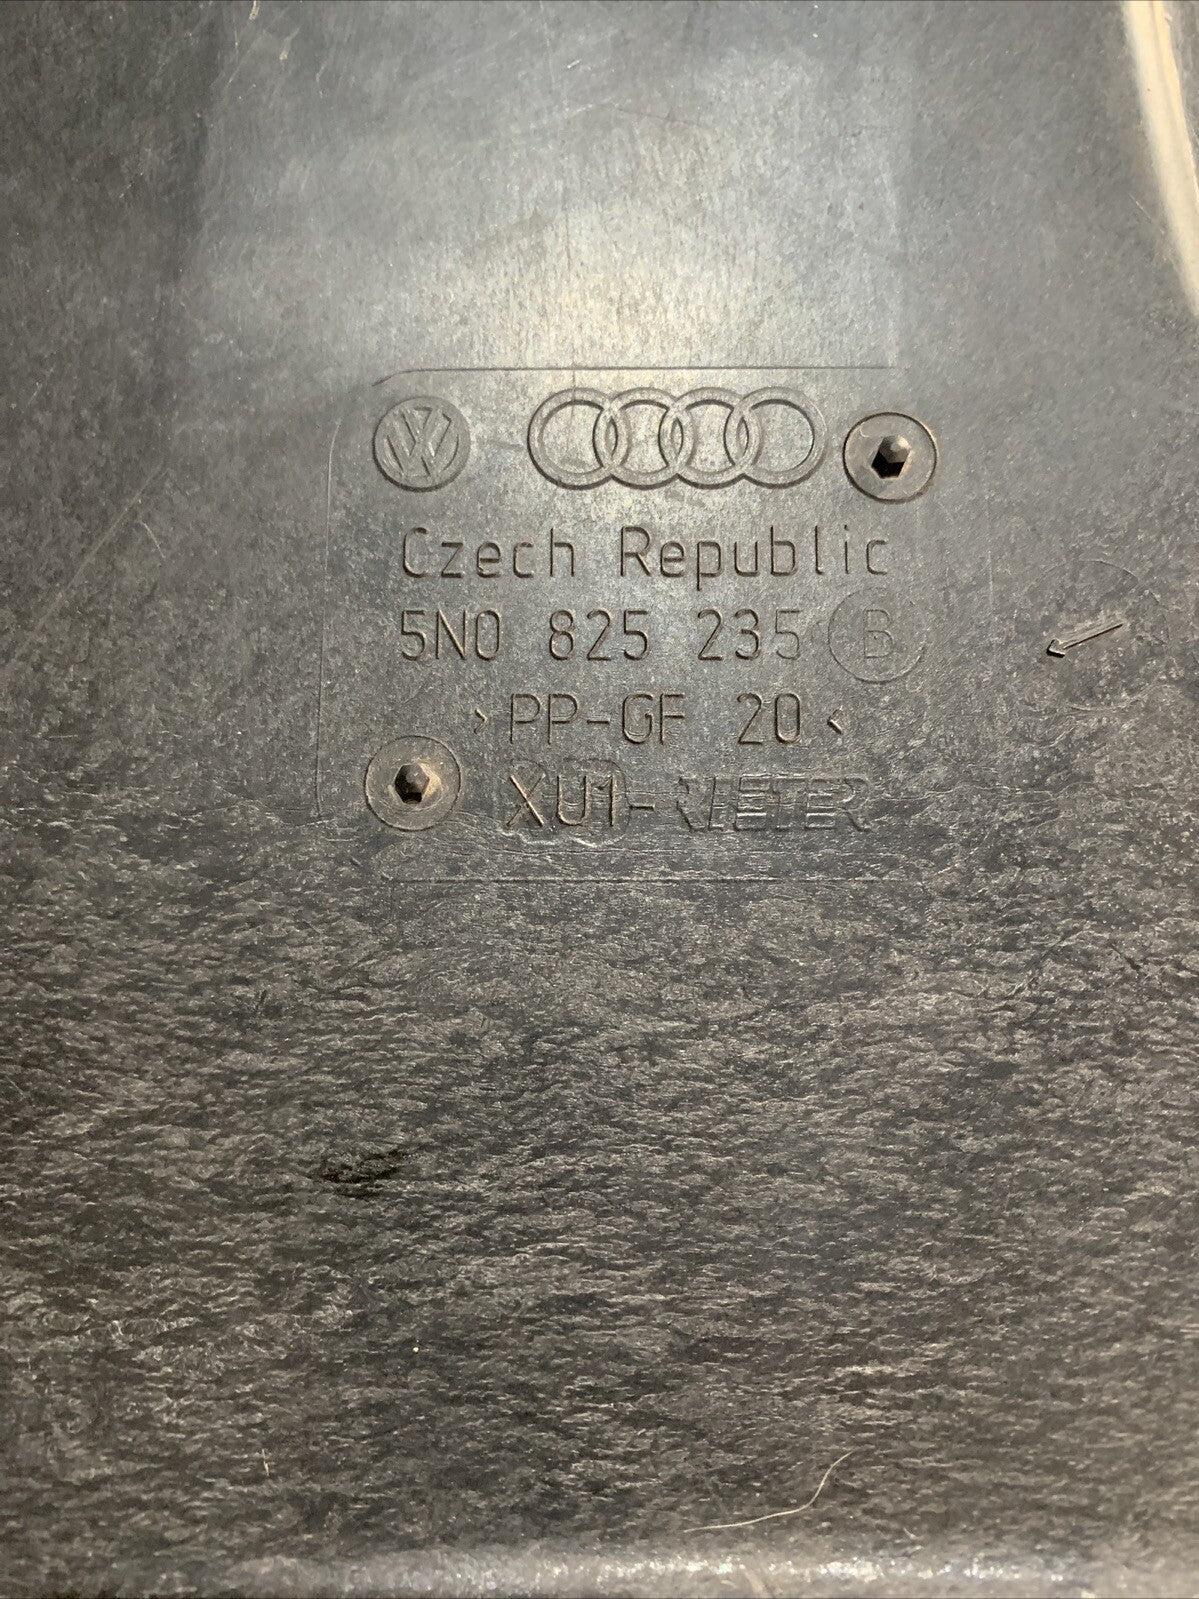 Czech Republic
5N0 825 235 B
>PP-GF 20<
XU1-RIETER